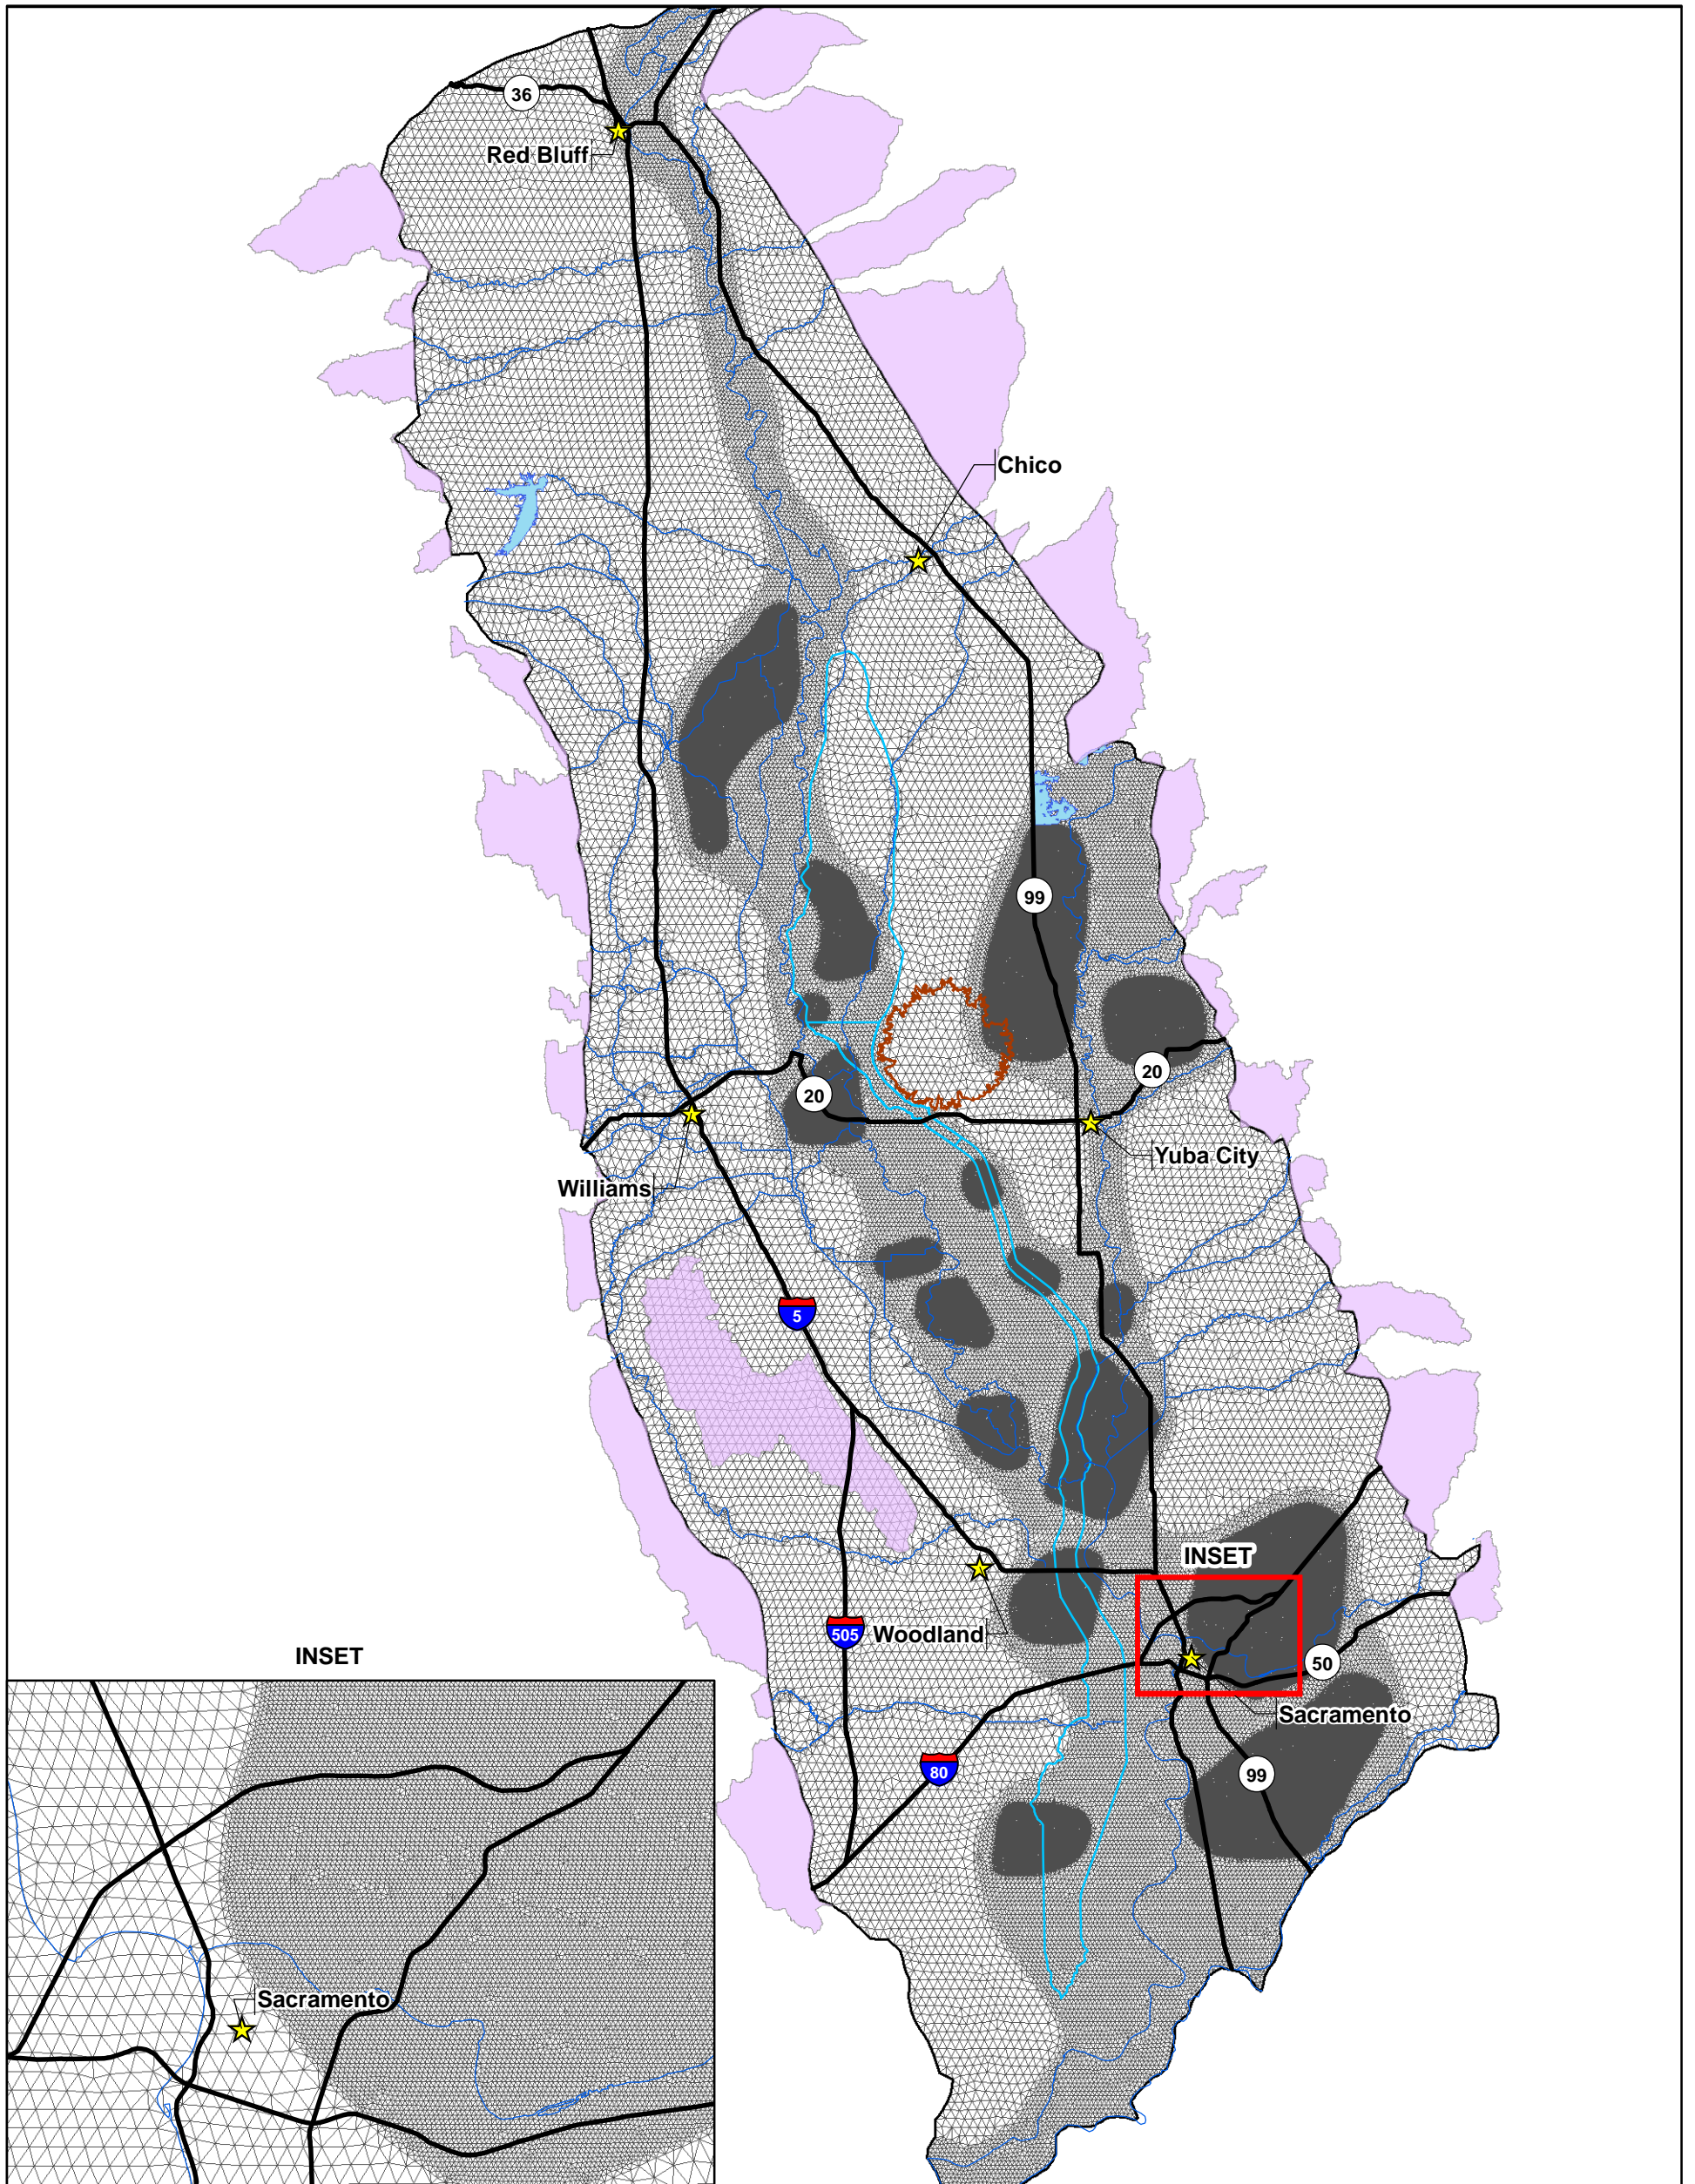 36
Red Bluff
Chico
99
20
20
Yuba City
Williams
5
INSET
505
Woodland
50
INSET
Sacramento
80
99
Sacramento